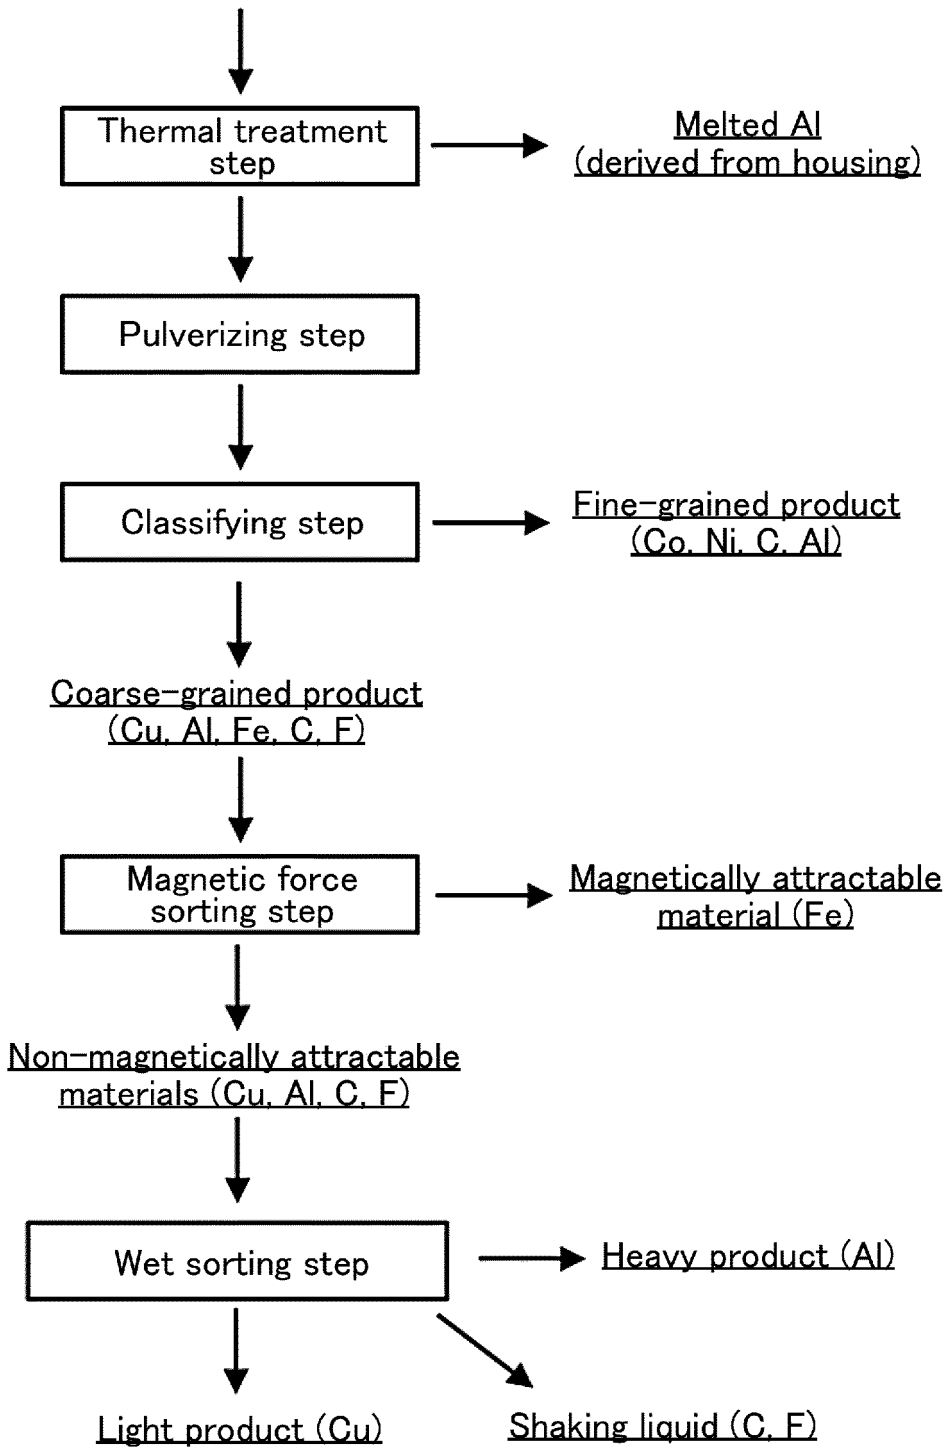 Thermal treatment
step
Melted Al
(derived from housing)
Pulverizing step
Classifying step
Fine-grained product
(Co, Ni, C, Al)
Coarse-grained product
(Cu, Al, Fe, C, F)
Magnetic force
sorting step
Magnetically attractable
material (Fe)
Non-magnetically attractable
materials (Cu, Al, C, F)
Wet sorting step
Heavy product (Al)
Light product (Cu)
Shaking liquid (C, F)